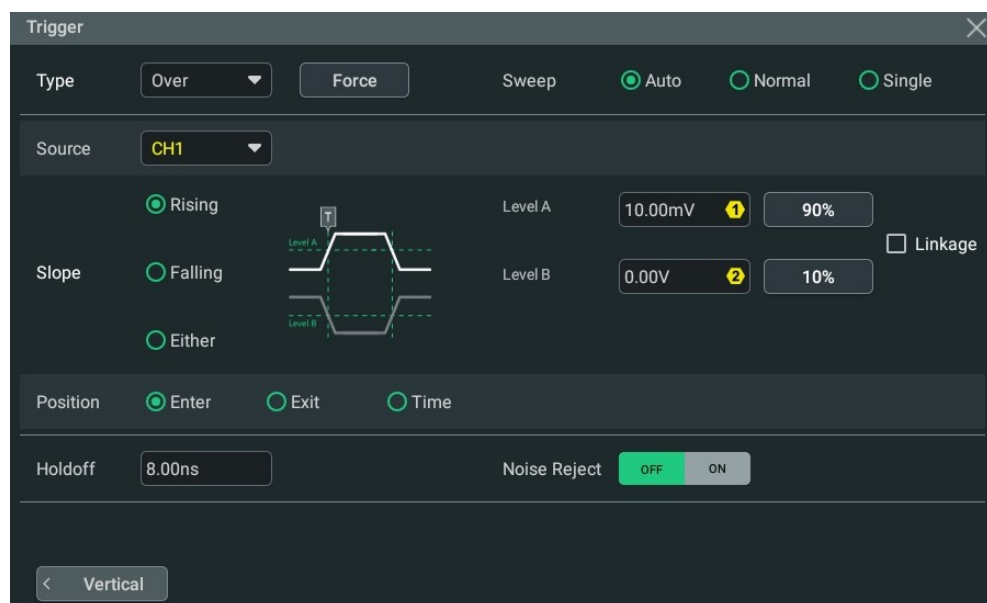 Trigger
Type Over Force Sweep Auto Normal Single
Source CH1
Rising T Level A 10.00mV 1 90%
Level A
Linkage
Slope Falling Level B 0.00V 2 10%
Level B
Either
Position Enter Exit Time
Holdoff 8.00ns Noise Reject OFF ON
< Vertical